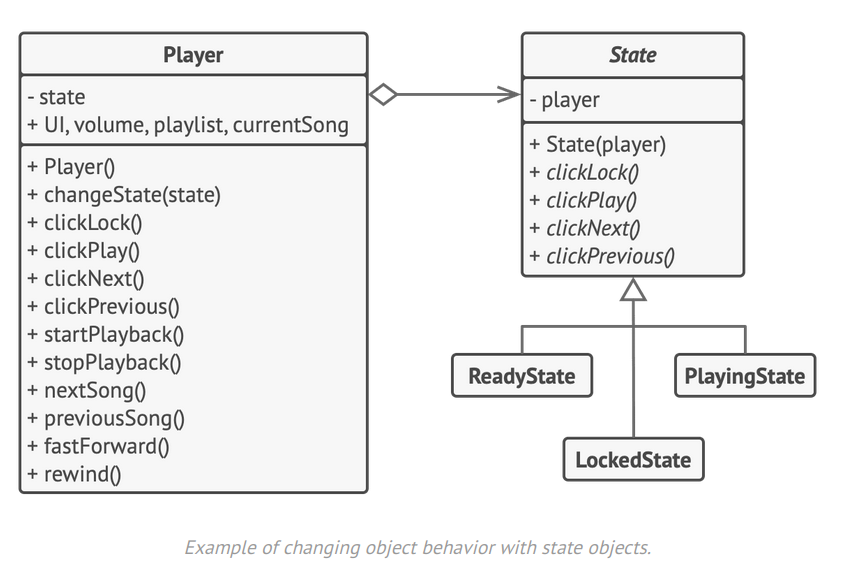 Player
- state
+ UI, volume, playlist, currentSong
+ Player()
+ changeState(state)
+ clickLock()
+ clickPlay()
+ clickNext()
+ clickPrevious()
+ startPlayback()
+ stopPlayback()
+ nextSong()
+ previousSong()
+ fastForward()
+ rewind()
State
- player
+ State(player)
+ clickLock()
+ clickPlay()
+ clickNext()
+ clickPrevious()
ReadyState
PlayingState
LockedState
Example of changing object behavior with state objects.